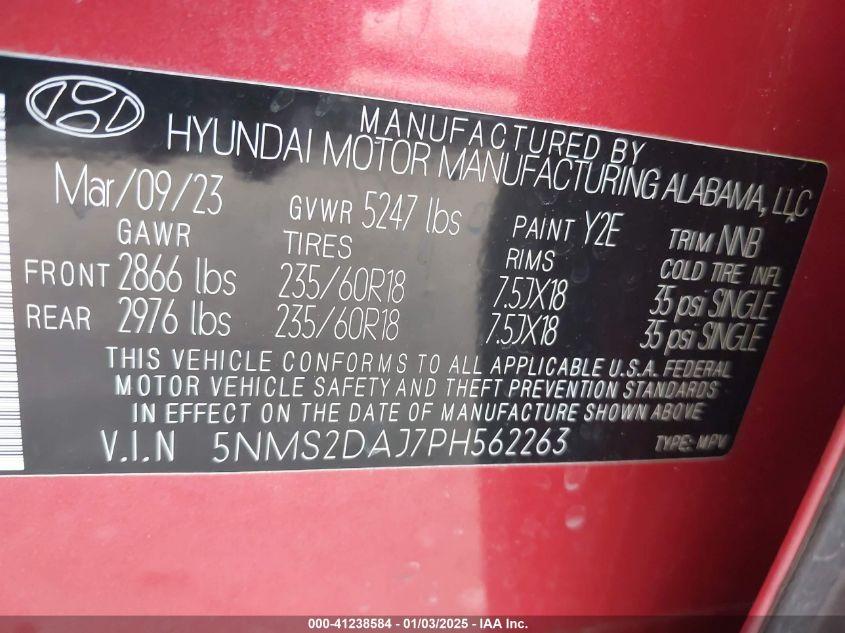 MANUFACTURED BY
HYUNDAI MOTOR MANUFACTURING ALABAMA, LLC
Mar/09/23 GVWR 5247 lbs PAINT Y2E TRIM NNB
GAWR TIRES RIMS COLD TIRE INFL
FRONT 2866 lbs 235/60R18 7.5JX18 35 psi SINGLE
REAR 2976 lbs 235/60R18 7.5JX18 35 psi SINGLE
THIS VEHICLE CONFORMS TO ALL APPLICABLE U.S.A. FEDERAL
MOTOR VEHICLE SAFETY AND THEFT PREVENTION STANDARDS
IN EFFECT ON THE DATE OF MANUFACTURE SHOWN ABOVE
V.I.N 5NMS2DAJ7PH562263 TYPE: MPV
000-41238584 - 01/03/2025 - IAA Inc.